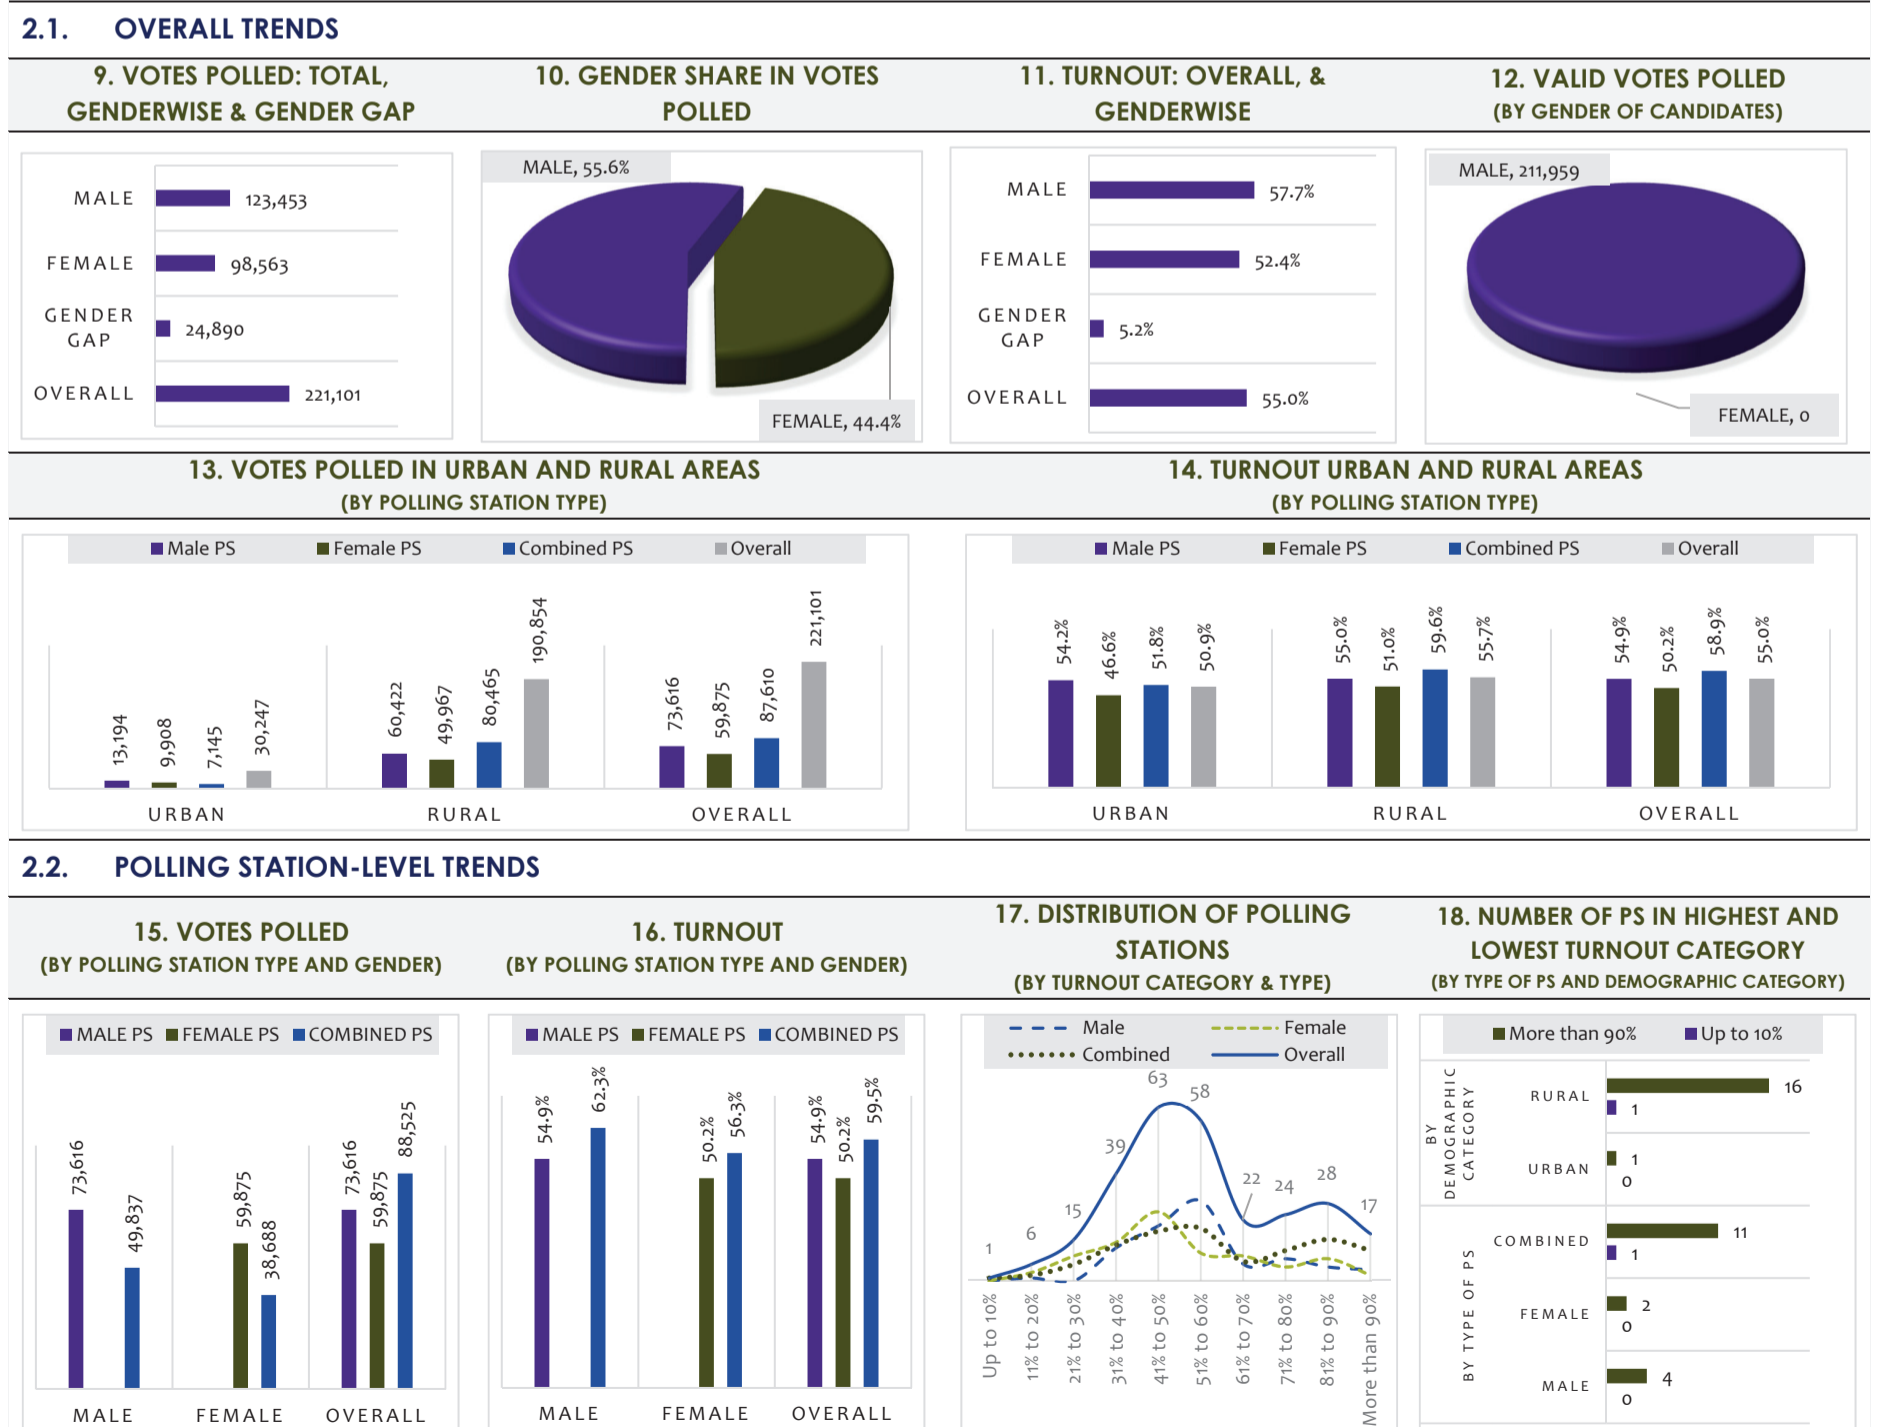 2.1. OVERALL TRENDS
9. VOTES POLLED: TOTAL,
GENDERWISE & GENDER GAP
10. GENDER SHARE IN VOTES
POLLED
11. TURNOUT: OVERALL, &
GENDERWISE
12. VALID VOTES POLLED
(BY GENDER OF CANDIDATES)
MALE 123,453
FEMALE 98,563
GENDER
GAP 24,890
OVERALL 221,101
MALE, 55.6%
FEMALE, 44.4%
MALE 57.7%
FEMALE 52.4%
GENDER
GAP 5.2%
OVERALL 55.0%
MALE, 211,959
FEMALE, 0
13. VOTES POLLED IN URBAN AND RURAL AREAS
(BY POLLING STATION TYPE)
14. TURNOUT URBAN AND RURAL AREAS
(BY POLLING STATION TYPE)
Male PS Female PS Combined PS Overall
13,194 9,908 7,145 30,247
60,422 49,967 80,465 190,854
73,616 59,875 87,610 221,101
URBAN RURAL OVERALL
Male PS Female PS Combined PS Overall
54.2% 46.6% 51.8% 50.9%
55.0% 51.0% 59.6% 55.7%
54.9% 50.2% 58.9% 55.0%
URBAN RURAL OVERALL
2.2. POLLING STATION-LEVEL TRENDS
15. VOTES POLLED
(BY POLLING STATION TYPE AND GENDER)
16. TURNOUT
(BY POLLING STATION TYPE AND GENDER)
17. DISTRIBUTION OF POLLING
STATIONS
(BY TURNOUT CATEGORY & TYPE)
18. NUMBER OF PS IN HIGHEST AND
LOWEST TURNOUT CATEGORY
(BY TYPE OF PS AND DEMOGRAPHIC CATEGORY)
MALE PS FEMALE PS COMBINED PS
73,616 49,837
59,875 38,688
73,616 59,875 88,525
MALE FEMALE OVERALL
MALE PS FEMALE PS COMBINED PS
54.9% 62.3%
50.2% 56.3%
54.9% 50.2% 59.5%
MALE FEMALE OVERALL
Male Female
Combined Overall
1 6 15 39 63 58 22 24 28 17
Up to 10%
11% to 20%
21% to 30%
31% to 40%
41% to 50%
51% to 60%
61% to 70%
71% to 80%
81% to 90%
More than 90%
More than 90% Up to 10%
BY
DEMOGRAPHIC
CATEGORY
RURAL 16
1
URBAN 1
0
BY TYPE OF PS
COMBINED 11
1
FEMALE 2
0
MALE 4
0